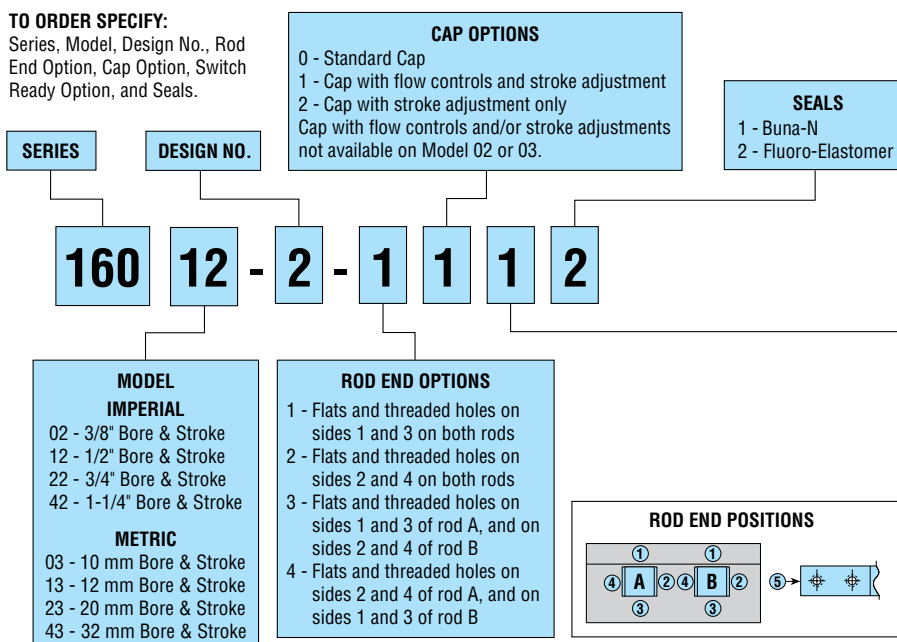 TO ORDER SPECIFY:
Series, Model, Design No., Rod
End Option, Cap Option, Switch
Ready Option, and Seals.
CAP OPTIONS
0 - Standard Cap
1 - Cap with flow controls and stroke adjustment
2 - Cap with stroke adjustment only
Cap with flow controls and/or stroke adjustments
not available on Model 02 or 03.
SEALS
1 - Buna-N
2 - Fluoro-Elastomer
SERIES
DESIGN NO.
160 12 - 2 - 1 1 1 2
MODEL
IMPERIAL
02 - 3/8" Bore & Stroke
12 - 1/2" Bore & Stroke
22 - 3/4" Bore & Stroke
42 - 1-1/4" Bore & Stroke
METRIC
03 - 10 mm Bore & Stroke
13 - 12 mm Bore & Stroke
23 - 20 mm Bore & Stroke
43 - 32 mm Bore & Stroke
ROD END OPTIONS
1 - Flats and threaded holes on
sides 1 and 3 on both rods
2 - Flats and threaded holes on
sides 2 and 4 on both rods
3 - Flats and threaded holes on
sides 1 and 3 of rod A, and on
sides 2 and 4 of rod B
4 - Flats and threaded holes on
sides 2 and 4 of rod A, and on
sides 1 and 3 of rod B
ROD END POSITIONS
1 1
4 A 2 4 B 2 5
3 3